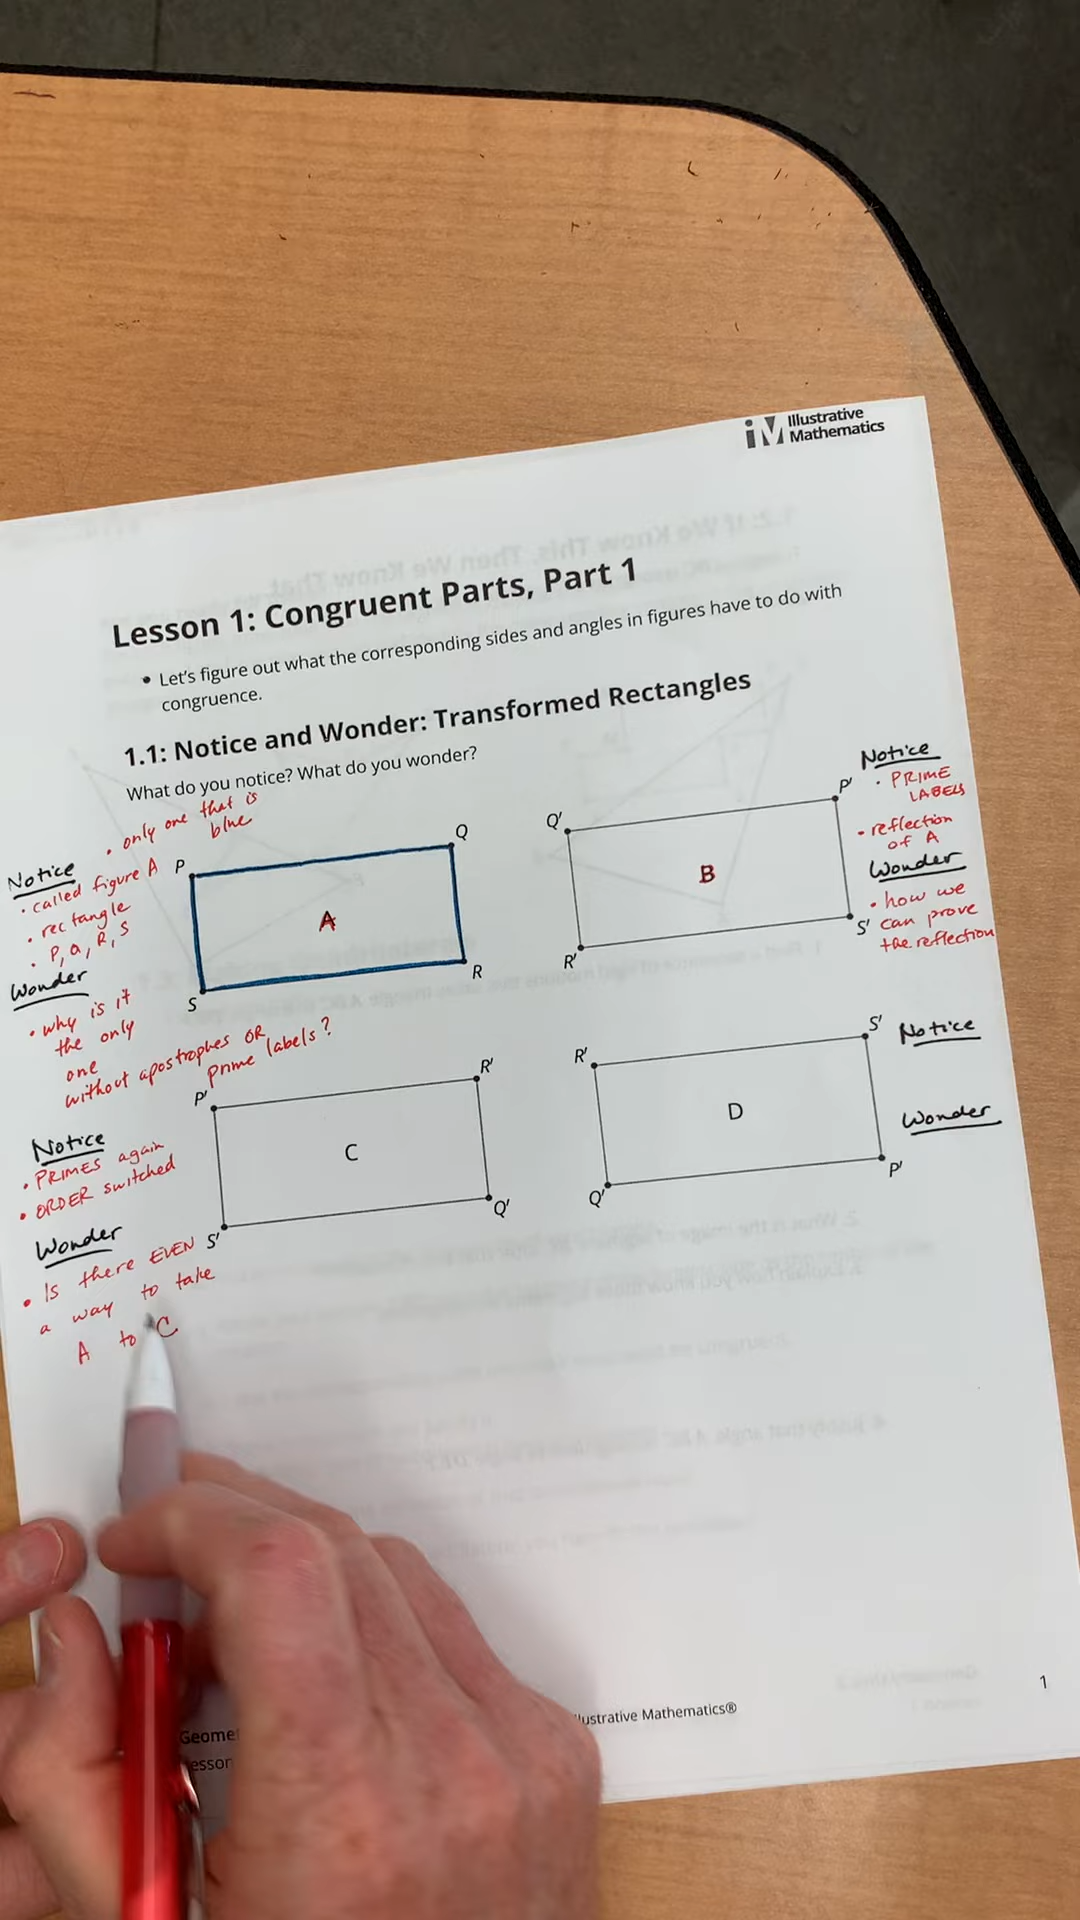 Illustrative
Mathematics
Lesson 1: Congruent Parts, Part 1
• Let's figure out what the corresponding sides and angles in figures have to do with
congruence.
1.1: Notice and Wonder: Transformed Rectangles
What do you notice? What do you wonder?
• only one that is
blue
Notice
• called figure A
• rectangle
• P, Q, R, S
Wonder
• why is it
the only
one
without apostrophes OR
prime labels?
P
Q
A
S
R
Q'
P'
B
R'
S'
Notice
• PRIME
LABELS
• reflection
of A
Wonder
• how we
can prove
the reflection
Notice
• PRIMES again
• ORDER switched
Wonder
• Is there EVEN
a way to take
A to C
P'
R'
C
S'
Q'
R'
S'
D
Q'
P'
Notice
Wonder
Geome
esson
lustrative Mathematics®
1